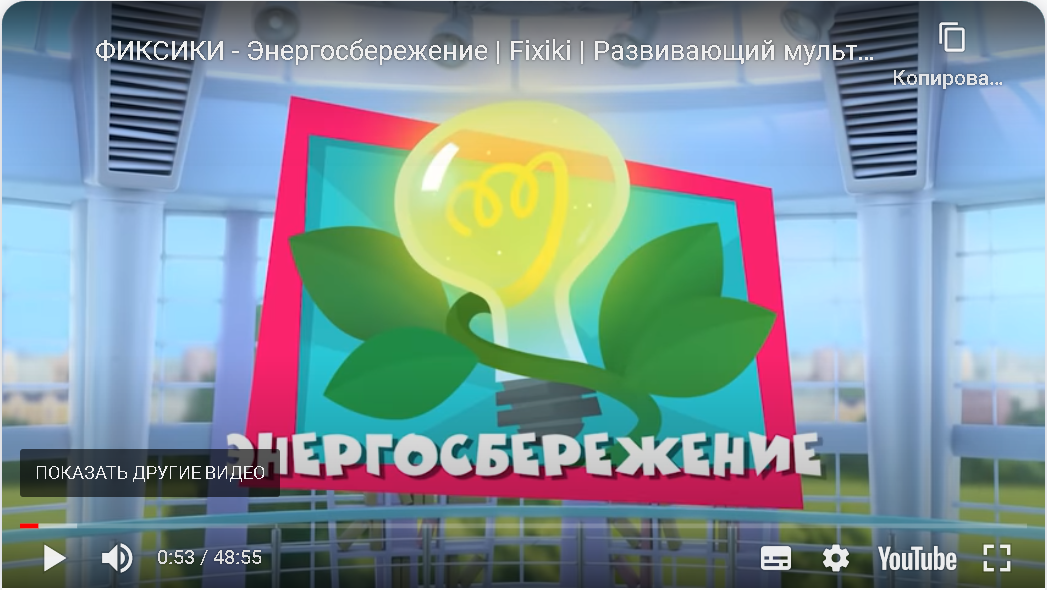 ФИКСИКИ - Энергосбережение | Fixiki | Развивающий мульт...
Копирова...
ЭНЕРГОСБЕРЕЖЕНИЕ
ПОКАЗАТЬ ДРУГИЕ ВИДЕО
0:53 / 48:55
YouTube